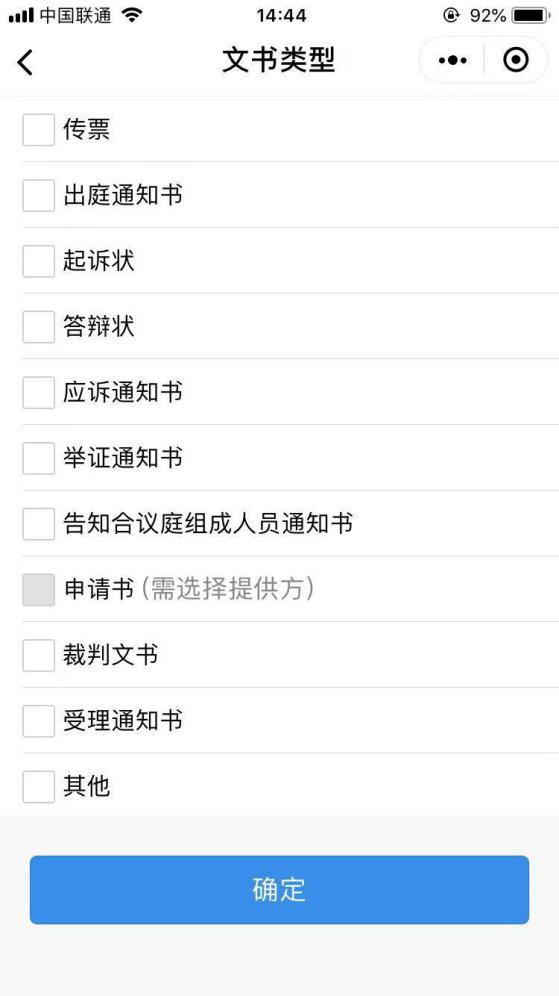 中国联通 14:44 92%
文书类型
传票
出庭通知书
起诉状
答辩状
应诉通知书
举证通知书
告知合议庭组成人员通知书
申请书(需选择提供方)
裁判文书
受理通知书
其他
确定